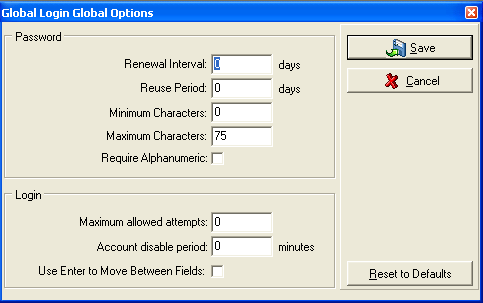 Global Login Global Options
Password
Renewal Interval: 0 days
Reuse Period: 0 days
Minimum Characters: 0
Maximum Characters: 75
Require Alphanumeric:
Login
Maximum allowed attempts: 0
Account disable period: 0 minutes
Use Enter to Move Between Fields:
Save
Cancel
Reset to Defaults